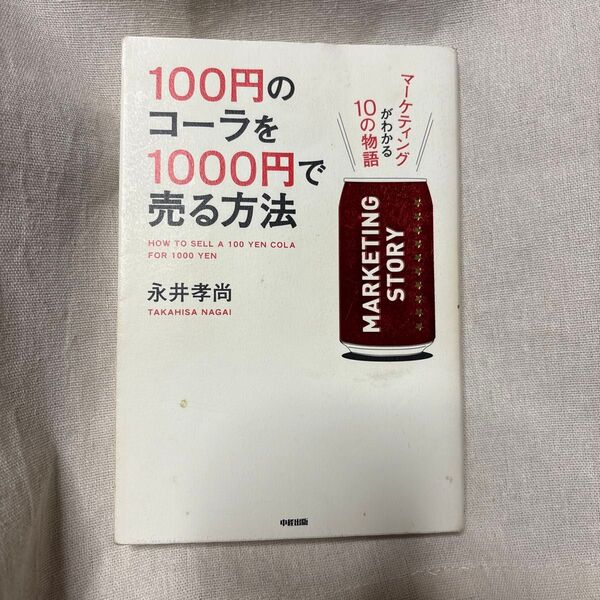 100円の
コーラを
1000円で
売る方法
HOW TO SELL A 100 YEN COLA
FOR 1000 YEN
永井孝尚
TAKAHISA NAGAI
マーケティング
がわかる
10の物語
MARKETING
STORY
中経出版